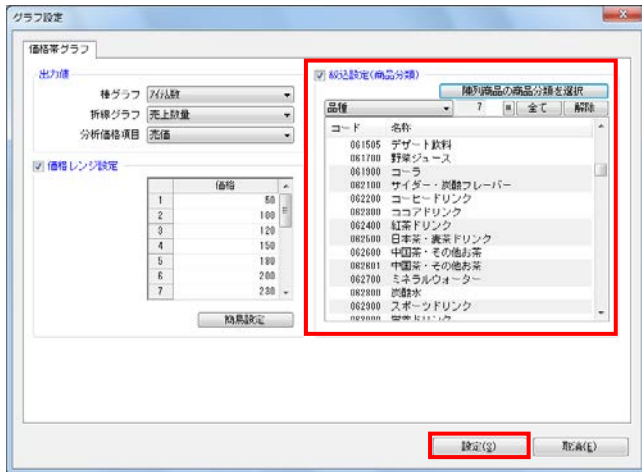 グラフ設定
価格帯グラフ
出力値
棒グラフ アイテム数
折線グラフ 売上数量
分析価格項目 売価
価格レンジ設定
価格
1 50
2 100
3 120
4 150
5 180
6 200
7 230
簡易設定
絞込設定(商品分類)
陳列商品の商品分類を選択
品種 7 全て 解除
コード 名称
061505 デザート飲料
061700 野菜ジュース
061900 コーラ
062100 サイダー・炭酸フレーバー
062200 コーヒードリンク
062300 ココアドリンク
062400 紅茶ドリンク
062500 日本茶・麦茶ドリンク
062600 中国茶・その他お茶
062601 中国茶・その他お茶
062700 ミネラルウォーター
062800 炭酸水
062900 スポーツドリンク
設定(S)
取消(E)